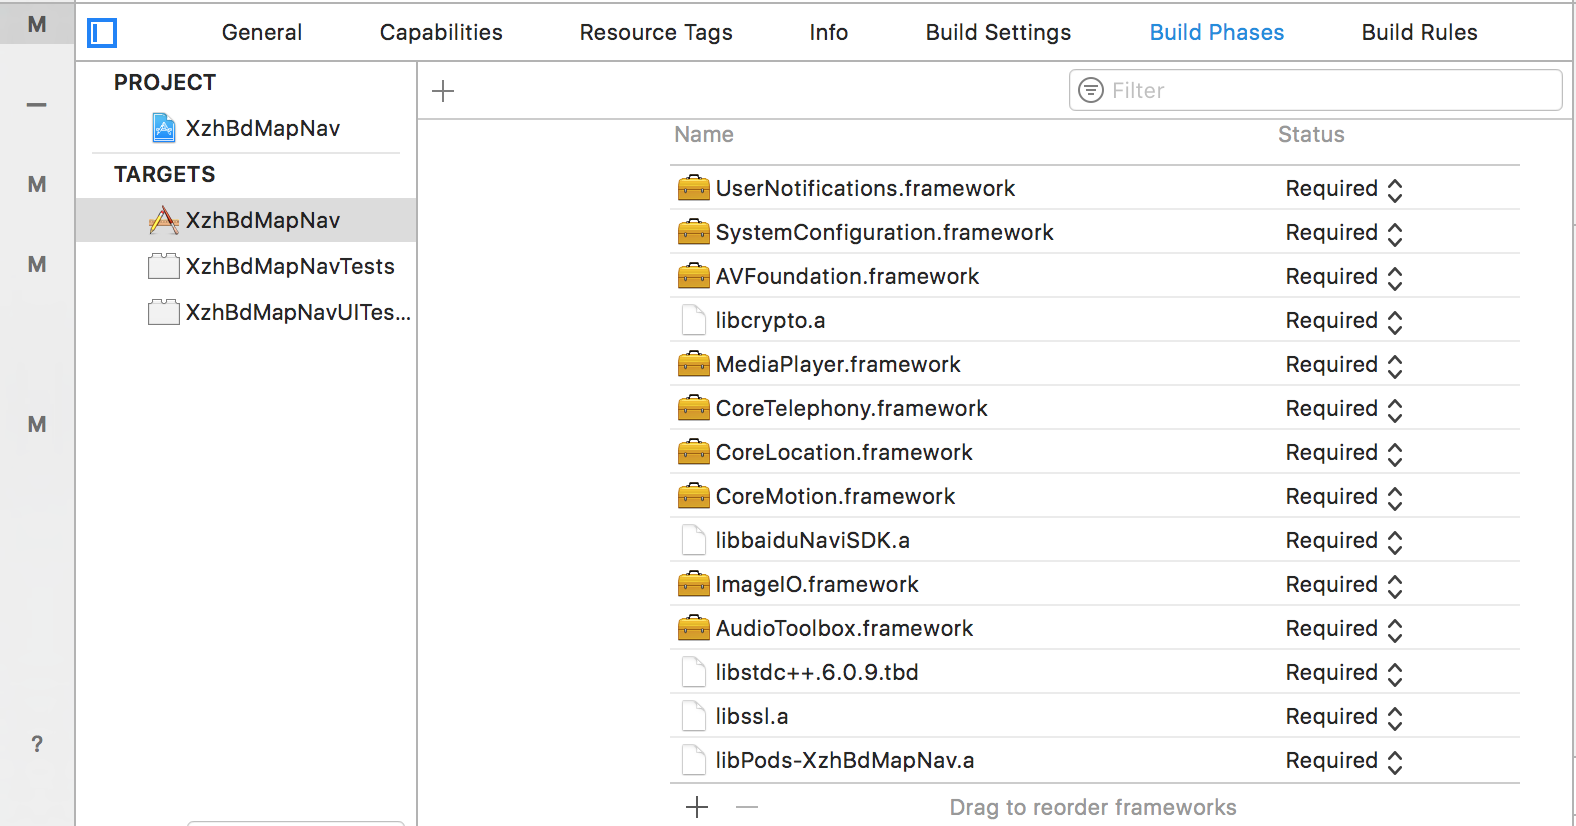 M
General Capabilities Resource Tags Info Build Settings Build Phases Build Rules
PROJECT
Filter
XzhBdMapNav
Name Status
M
TARGETS
UserNotifications.framework Required
XzhBdMapNav
SystemConfiguration.framework Required
M
XzhBdMapNavTests
AVFoundation.framework Required
XzhBdMapNavUITes...
libcrypto.a Required
MediaPlayer.framework Required
M
CoreTelephony.framework Required
CoreLocation.framework Required
CoreMotion.framework Required
libbaiduNaviSDK.a Required
ImageIO.framework Required
AudioToolbox.framework Required
libstdc++.6.0.9.tbd Required
libssl.a Required
?
libPods-XzhBdMapNav.a Required
Drag to reorder frameworks